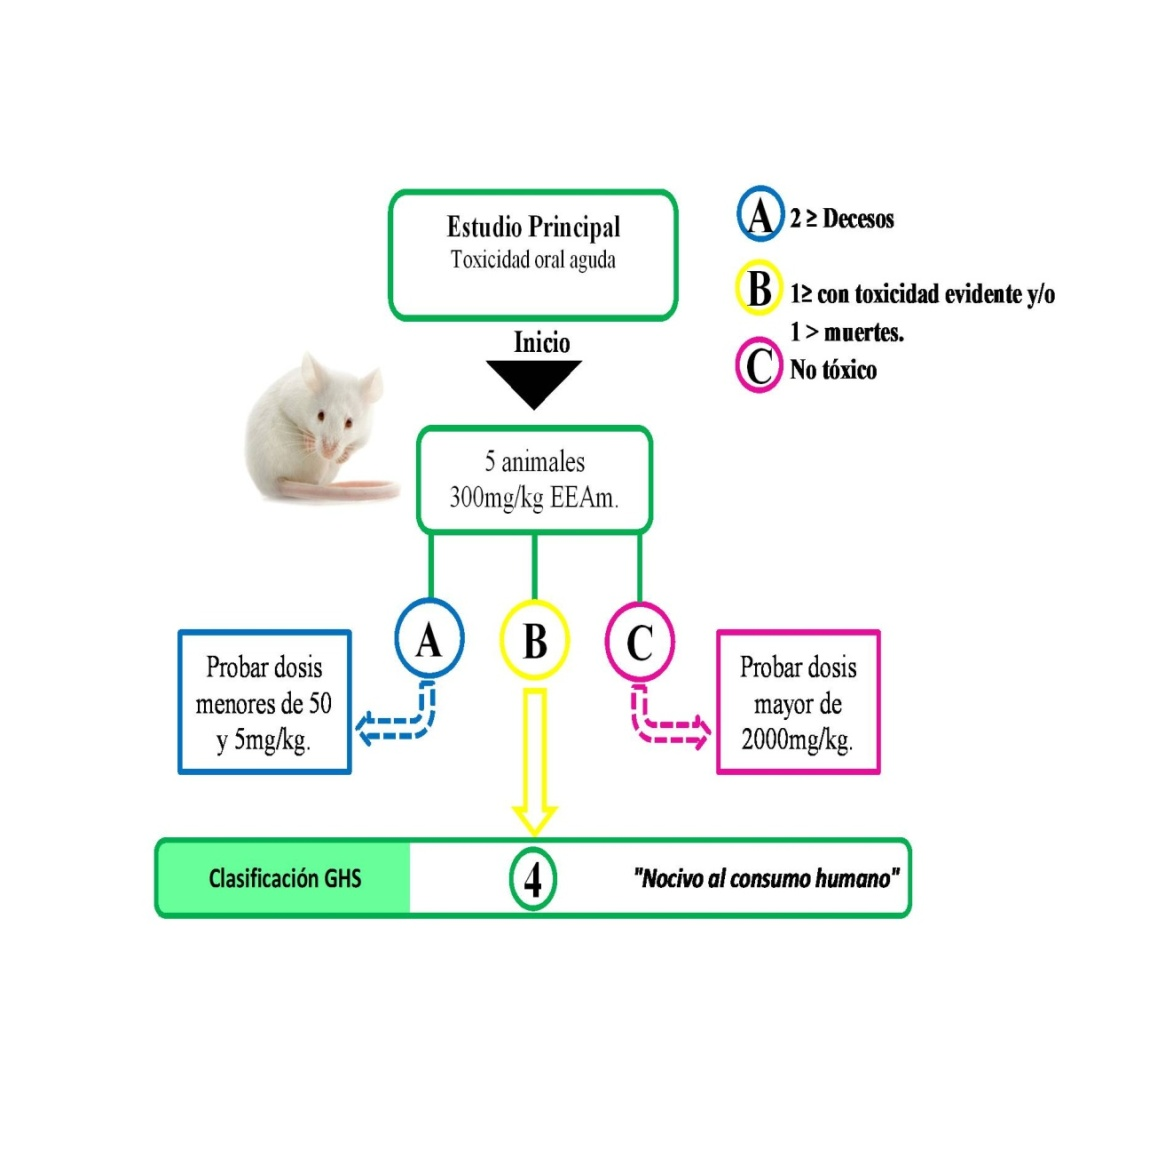 Estudio Principal
Toxicidad oral aguda
A 2 ≥ Decesos
B 1≥ con toxicidad evidente y/o
1 > muertes.
C No tóxico
Inicio
5 animales
300mg/kg EEAm.
A
B
C
Probar dosis
menores de 50
y 5mg/kg.
Probar dosis
mayor de
2000mg/kg.
Clasificación GHS
4
"Nocivo al consumo humano"